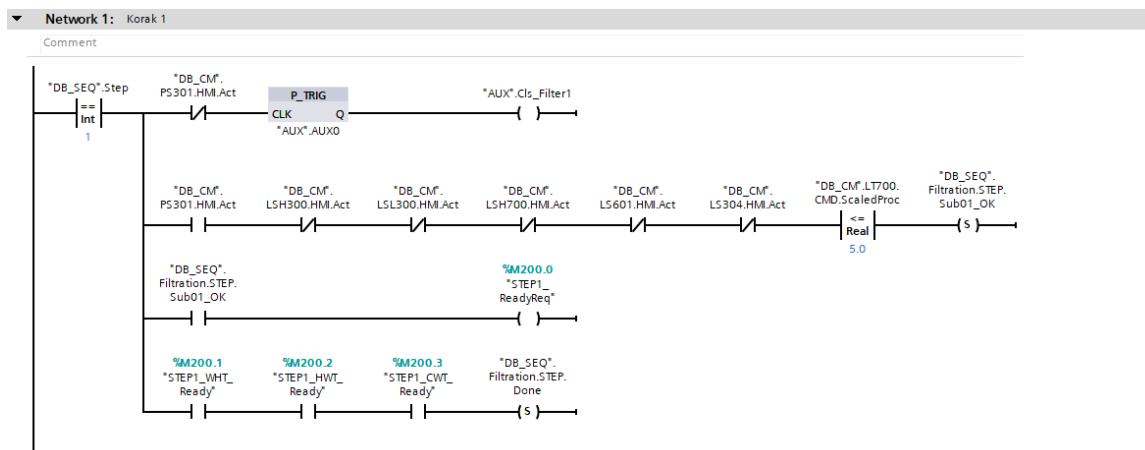 Network 1: Korak 1
Comment
"DB_SEQ".Step
==
Int
1
"DB_CM".
PS301.HMI.Act
P_TRIG
CLK Q
"AUX".AUX0
"AUX".Cls_Filter1
"DB_CM".
PS301.HMI.Act
"DB_CM".
LSH300.HMI.Act
"DB_CM".
LSL300.HMI.Act
"DB_CM".
LSH700.HMI.Act
"DB_CM".
LS601.HMI.Act
"DB_CM".
LS304.HMI.Act
"DB_CM".LT700.
CMD.ScaledProc
<=
Real
5.0
"DB_SEQ".
Filtration.STEP.
Sub01_OK
S
"DB_SEQ".
Filtration.STEP.
Sub01_OK
%M200.0
"STEP1_
ReadyReq"
%M200.1
"STEP1_WHT_
Ready"
%M200.2
"STEP1_HWT_
Ready"
%M200.3
"STEP1_CWT_
Ready"
"DB_SEQ".
Filtration.STEP.
Done
S